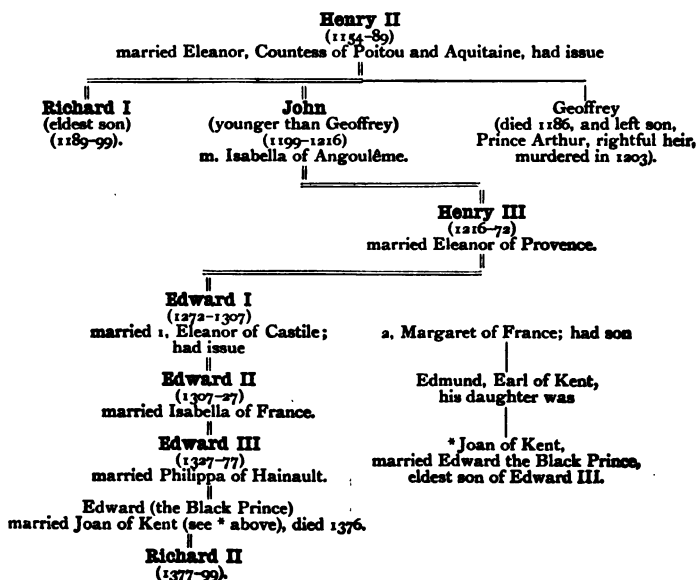 Henry II
(1154–89)
married Eleanor, Countess of Poitou and Aquitaine, had issue
Richard I
(eldest son)
(1189–99).
John
(younger than Geoffrey)
(1199–1216)
m. Isabella of Angoulême.
Geoffrey
(died 1186, and left son,
Prince Arthur, rightful heir,
murdered in 1203).
Henry III
(1216–72)
married Eleanor of Provence.
Edward I
(1272–1307)
married 1, Eleanor of Castile;
had issue
2, Margaret of France; had son
Edward II
(1307–27)
married Isabella of France.
Edmund, Earl of Kent,
his daughter was
Edward III
(1327–77)
married Philippa of Hainault.
*Joan of Kent,
married Edward the Black Prince,
eldest son of Edward III.
Edward (the Black Prince)
married Joan of Kent (see * above), died 1376.
Richard II
(1377–99).